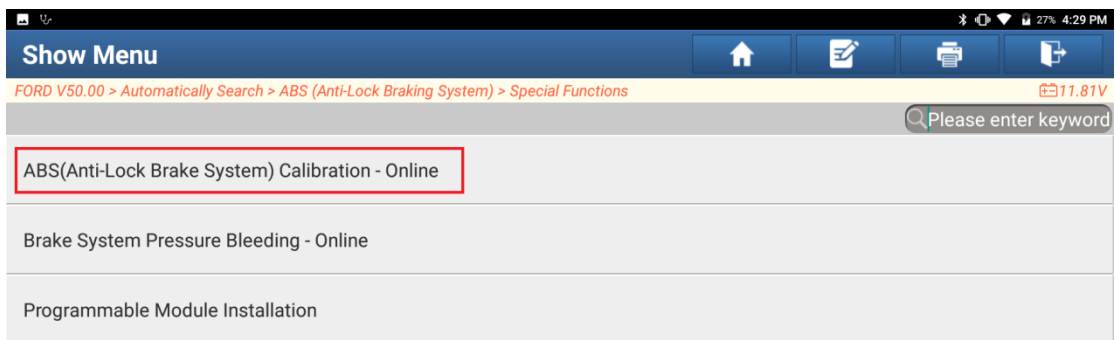 27% 4:29 PM
Show Menu
FORD V50.00 > Automatically Search > ABS (Anti-Lock Braking System) > Special Functions
11.81V
Please enter keyword
ABS(Anti-Lock Brake System) Calibration - Online
Brake System Pressure Bleeding - Online
Programmable Module Installation